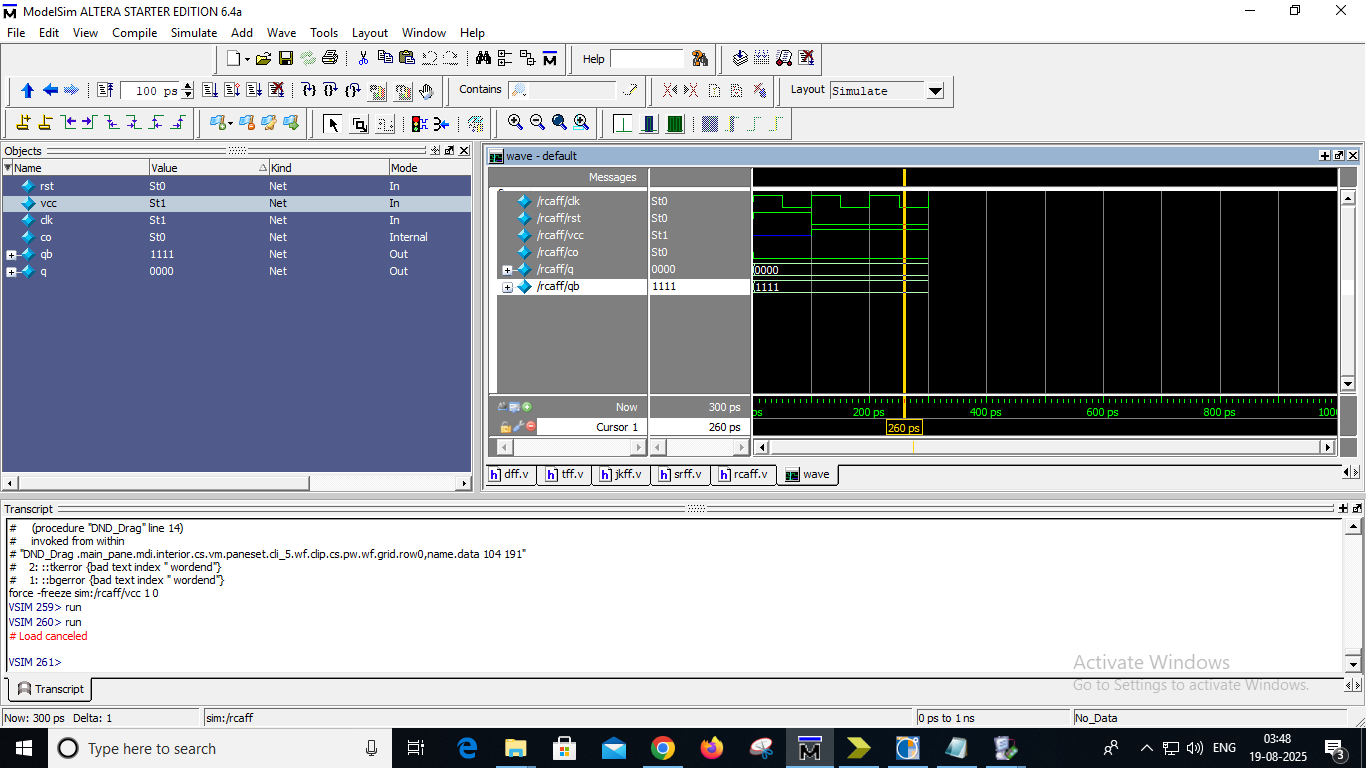 ModelSim ALTERA STARTER EDITION 6.4a
File Edit View Compile Simulate Add Wave Tools Layout Window Help
Help
100 ps
Contains
Layout Simulate
Objects
Name Value Kind Mode
rst St0 Net In
vcc St1 Net In
clk St1 Net In
co St0 Net Internal
qb 1111 Net Out
q 0000 Net Out
wave - default
Messages
/rcaff/clk St0
/rcaff/rst St0
/rcaff/vcc St1
/rcaff/co St0
/rcaff/q 0000 0000
/rcaff/qb 1111 1111
Now 300 ps ps 200 ps 400 ps 600 ps 800 ps 100
Cursor 1 260 ps 260 ps
dff.v tff.v jkff.v srff.v rcaff.v wave
Transcript
# (procedure "DND_Drag" line 14)
# invoked from within
# "DND_Drag .main_pane.mdi.interior.cs.vm.paneset.cli_5.wf.clip.cs.pw.wf.grid.row0,name.data 104 191"
# 2: ::tkerror {bad text index " wordend"}
# 1: ::bgerror {bad text index " wordend"}
force -freeze sim:/rcaff/vcc 1 0
VSIM 259> run
VSIM 260> run
# Load canceled
VSIM 261>
Activate Windows
Go to Settings to activate Windows.
Transcript
Now: 300 ps Delta: 1 sim:/rcaff 0 ps to 1 ns No_Data
Type here to search
ENG
03:48
19-08-2025
3